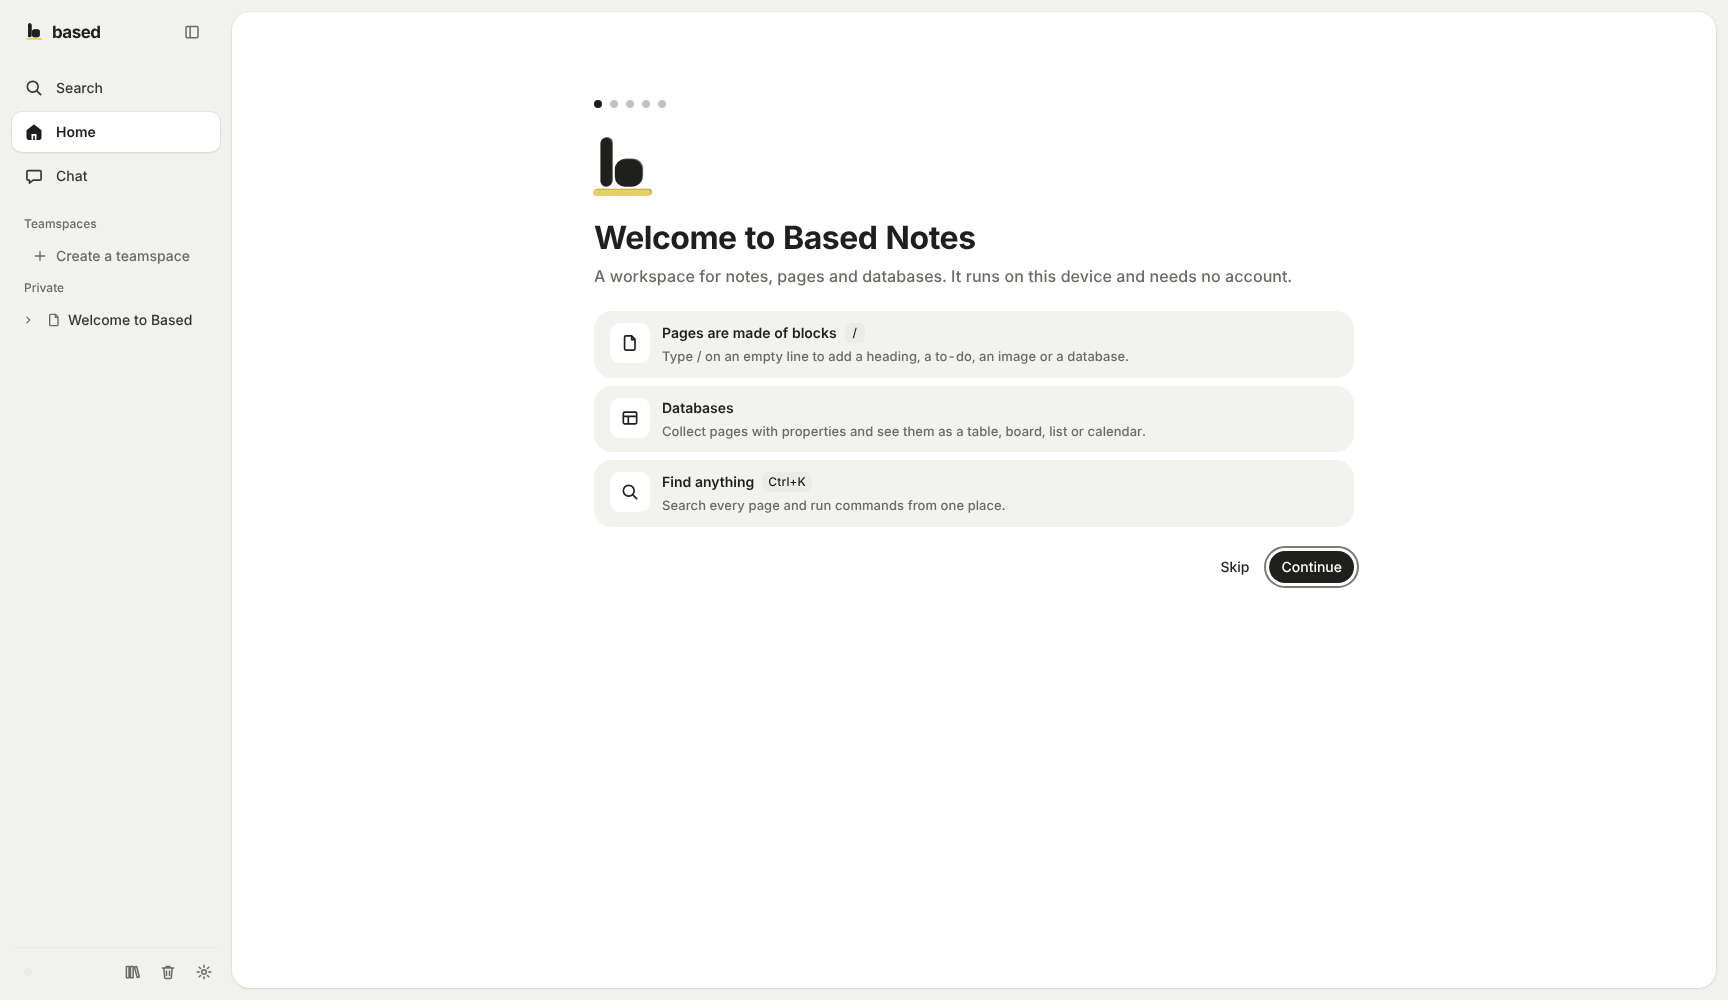 based
Search
Home
Chat
Teamspaces
Create a teamspace
Private
Welcome to Based
Welcome to Based Notes
A workspace for notes, pages and databases. It runs on this device and needs no account.
Pages are made of blocks /
Type / on an empty line to add a heading, a to-do, an image or a database.
Databases
Collect pages with properties and see them as a table, board, list or calendar.
Find anything Ctrl+K
Search every page and run commands from one place.
Skip Continue